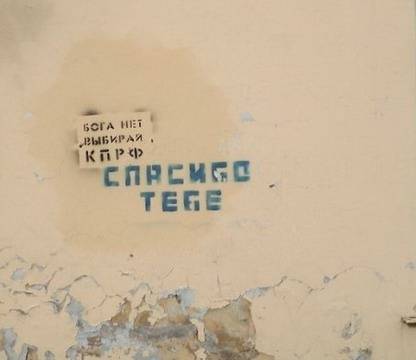 БОГА НЕТ
ВЫБИРАЙ
КПРФ
СПАСИБО
ТЕБЕ